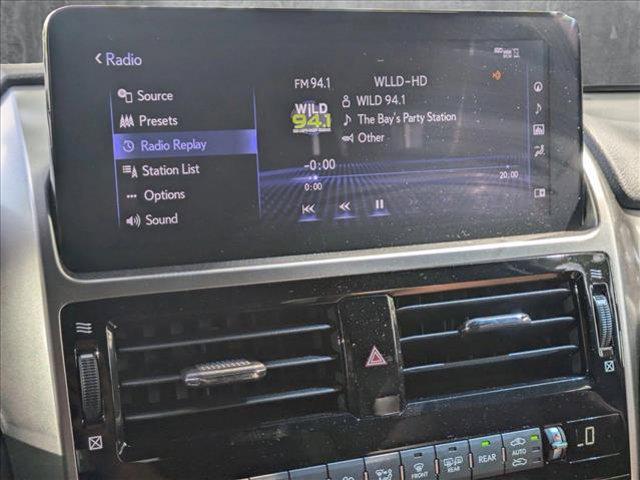 Radio
FM 94.1
WLLD-HD
Source
Presets
Radio Replay
Station List
Options
Sound
WiLD
94.1
WILD 94.1
The Bay's Party Station
Other
-0:00
0:00
20:00
FRONT
REAR
REAR
AUTO